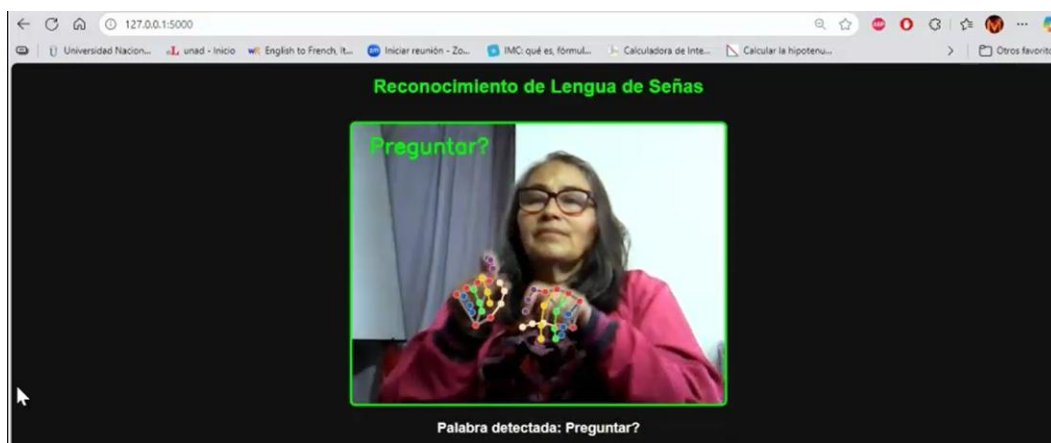 127.0.0.1:5000
Universidad Nacion... unad - Inicio English to French, It... Iniciar reunión - Zo... IMC: qué es, fórmul... Calculadora de Inte... Calcular la hipotenu... Otros favorito
Reconocimiento de Lengua de Señas
Preguntar?
Palabra detectada: Preguntar?